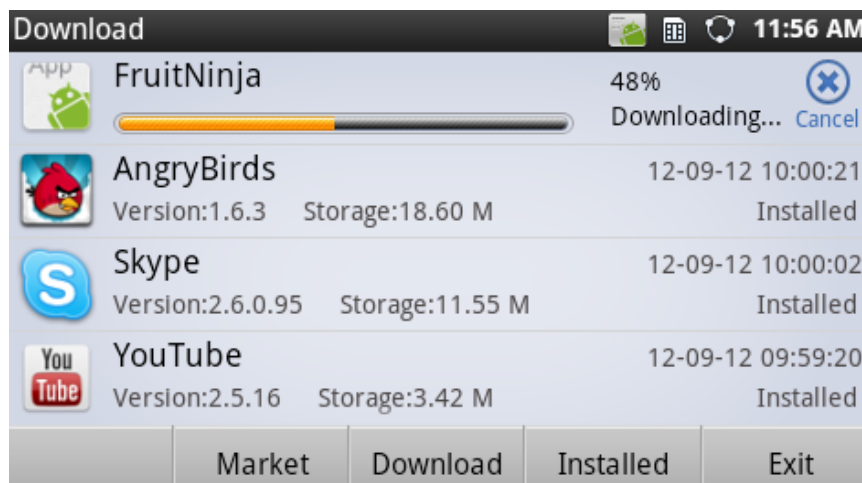 Download 11:56 AM
App
FruitNinja
48%
Downloading... Cancel
AngryBirds 12-09-12 10:00:21
Version:1.6.3 Storage:18.60 M Installed
S
Skype 12-09-12 10:00:02
Version:2.6.0.95 Storage:11.55 M Installed
You
Tube
YouTube 12-09-12 09:59:20
Version:2.5.16 Storage:3.42 M Installed
Market Download Installed Exit